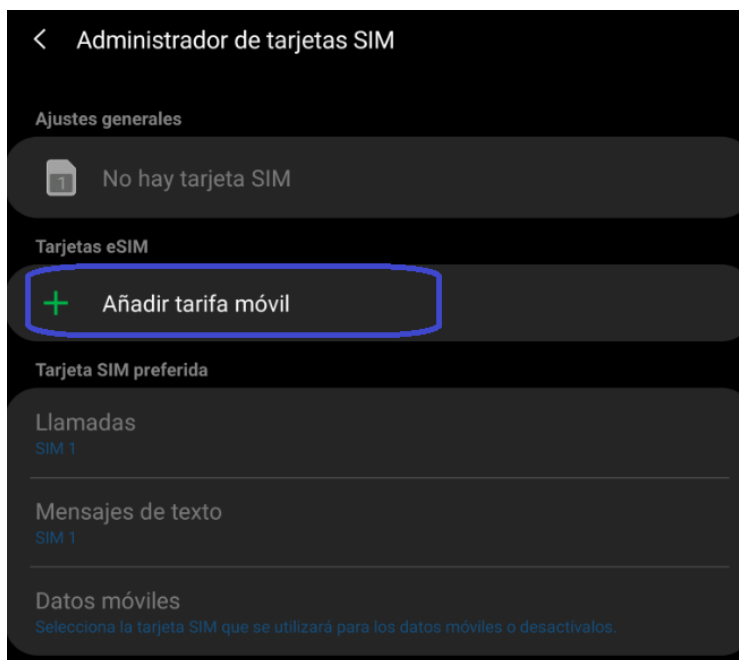 Administrador de tarjetas SIM
Ajustes generales
1
No hay tarjeta SIM
Tarjetas eSIM
Añadir tarifa móvil
Tarjeta SIM preferida
Llamadas
SIM 1
Mensajes de texto
SIM 1
Datos móviles
Selecciona la tarjeta SIM que se utilizará para los datos móviles o desactívalos.